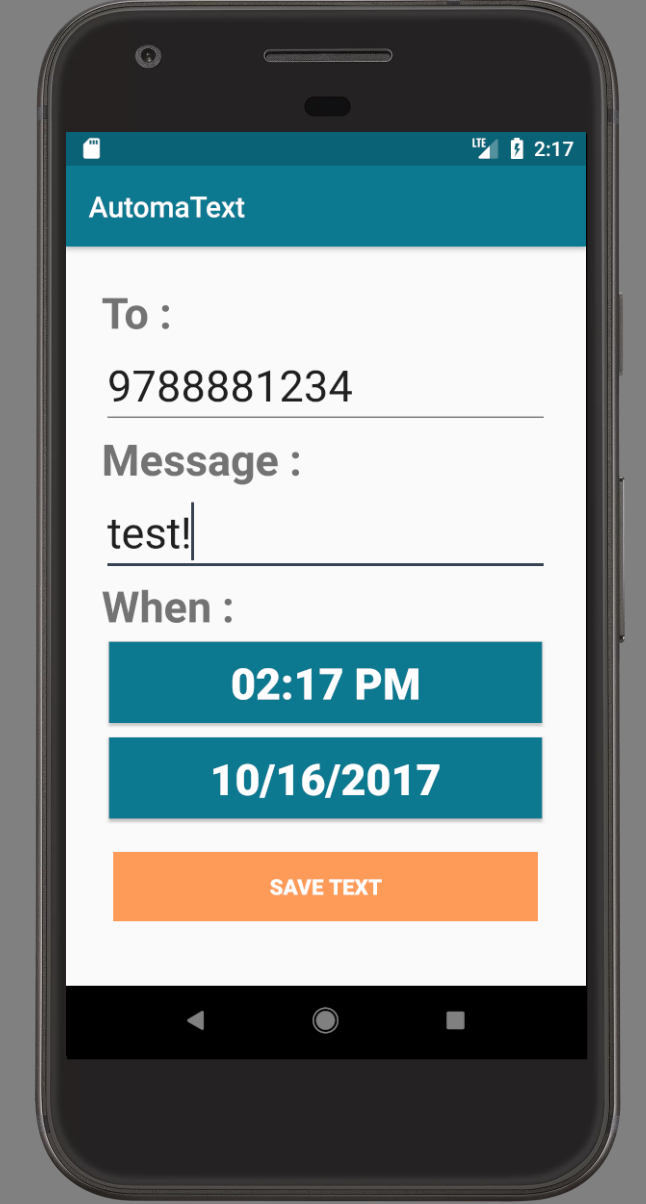 LTE 2:17
AutomaText
To :
9788881234
Message :
test!
When :
02:17 PM
10/16/2017
SAVE TEXT